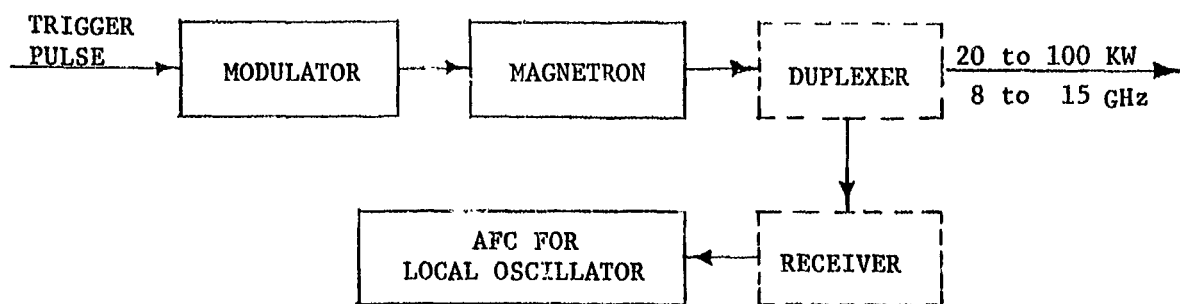 TRIGGER
PULSE
MODULATOR
MAGNETRON
DUPLEXER
20 to 100 KW
8 to 15 GHz
AFC FOR
LOCAL OSCILLATOR
RECEIVER